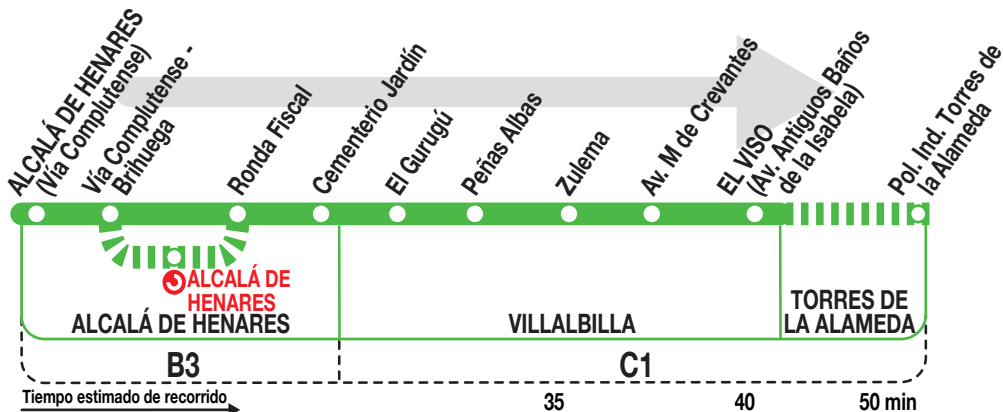 ALCALÁ DE HENARES
(Vía Complutense)
Vía Complutense -
Brihuega
Ronda Fiscal
Cementerio Jardín
El Gurugú
Peñas Albas
Zulema
Av. M de Crevantes
EL VISO
(Av. Antiguos Baños
de la Isabela)
Pol. Ind. Torres de
la Alameda
ALCALÁ DE
HENARES
ALCALÁ DE HENARES
VILLALBILLA
TORRES DE
LA ALAMEDA
B3
C1
Tiempo estimado de recorrido
35
40
50 min